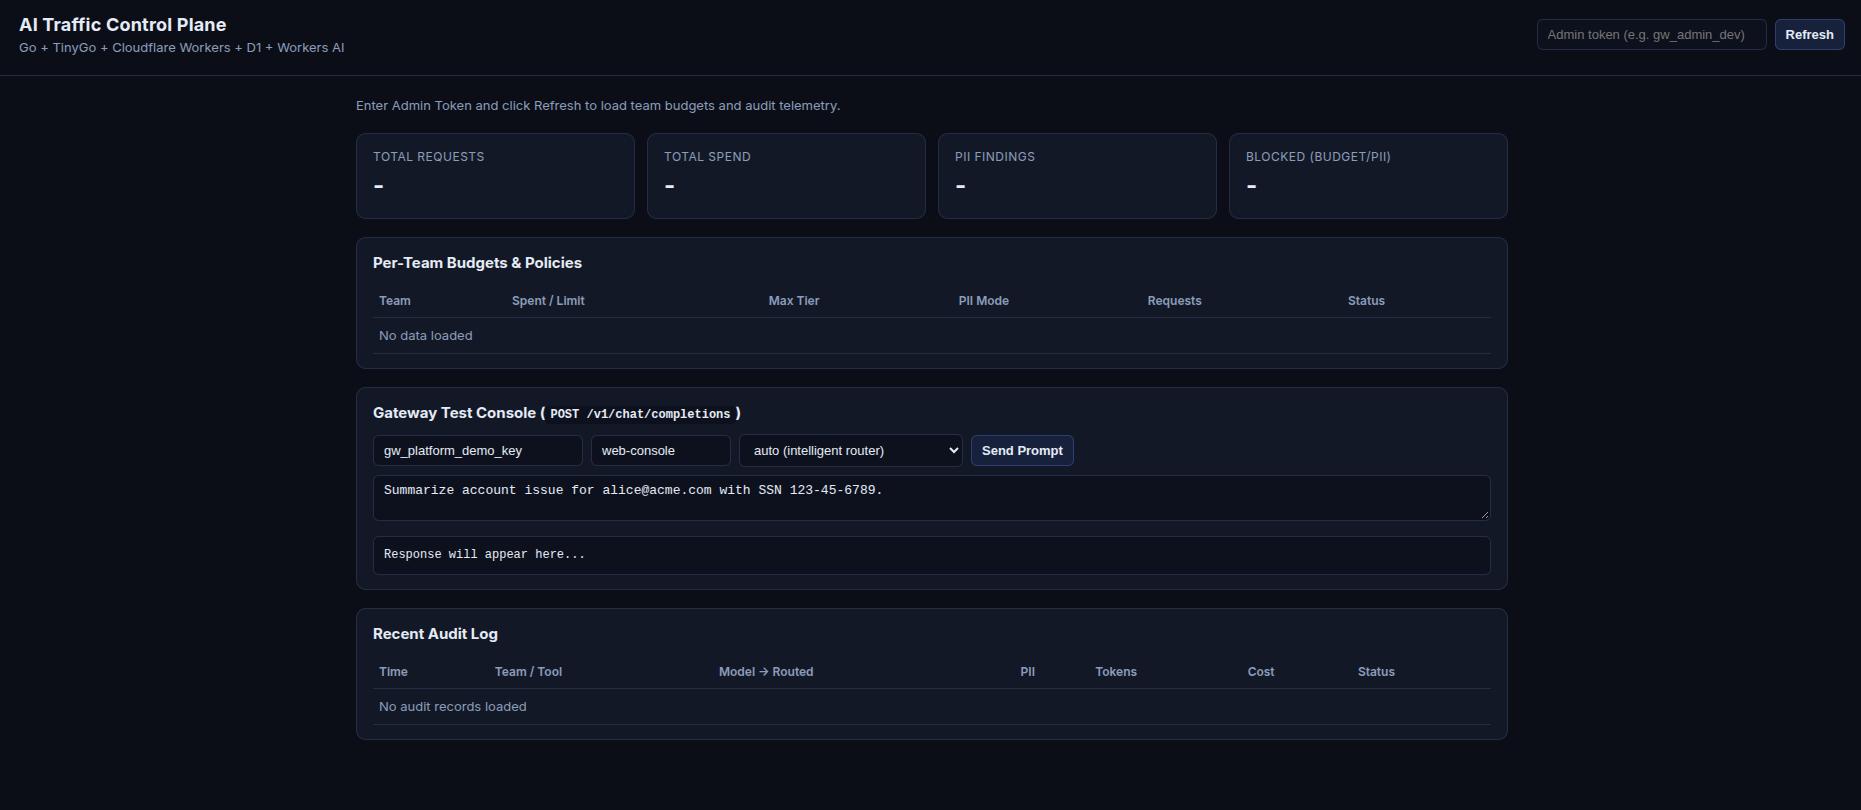 AI Traffic Control Plane
Go + TinyGo + Cloudflare Workers + D1 + Workers AI
Admin token (e.g. gw_admin_dev)
Refresh
Enter Admin Token and click Refresh to load team budgets and audit telemetry.
TOTAL REQUESTS
-
TOTAL SPEND
-
PII FINDINGS
-
BLOCKED (BUDGET/PII)
-
Per-Team Budgets & Policies
Team Spent / Limit Max Tier PII Mode Requests Status
No data loaded
Gateway Test Console ( POST /v1/chat/completions )
gw_platform_demo_key web-console auto (intelligent router) Send Prompt
Summarize account issue for alice@acme.com with SSN 123-45-6789.
Response will appear here...
Recent Audit Log
Time Team / Tool Model → Routed PII Tokens Cost Status
No audit records loaded